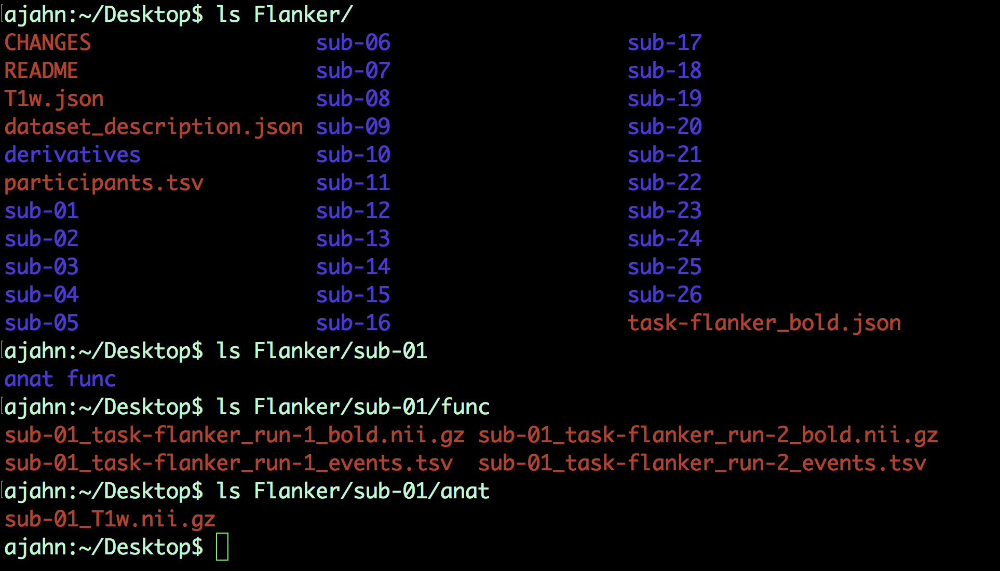 ajahn:~/Desktop$ ls Flanker/
CHANGES sub-06 sub-17
README sub-07 sub-18
T1w.json sub-08 sub-19
dataset_description.json sub-09 sub-20
derivatives sub-10 sub-21
participants.tsv sub-11 sub-22
sub-01 sub-12 sub-23
sub-02 sub-13 sub-24
sub-03 sub-14 sub-25
sub-04 sub-15 sub-26
sub-05 sub-16 task-flanker_bold.json
ajahn:~/Desktop$ ls Flanker/sub-01
anat func
ajahn:~/Desktop$ ls Flanker/sub-01/func
sub-01_task-flanker_run-1_bold.nii.gz sub-01_task-flanker_run-2_bold.nii.gz
sub-01_task-flanker_run-1_events.tsv sub-01_task-flanker_run-2_events.tsv
ajahn:~/Desktop$ ls Flanker/sub-01/anat
sub-01_T1w.nii.gz
ajahn:~/Desktop$